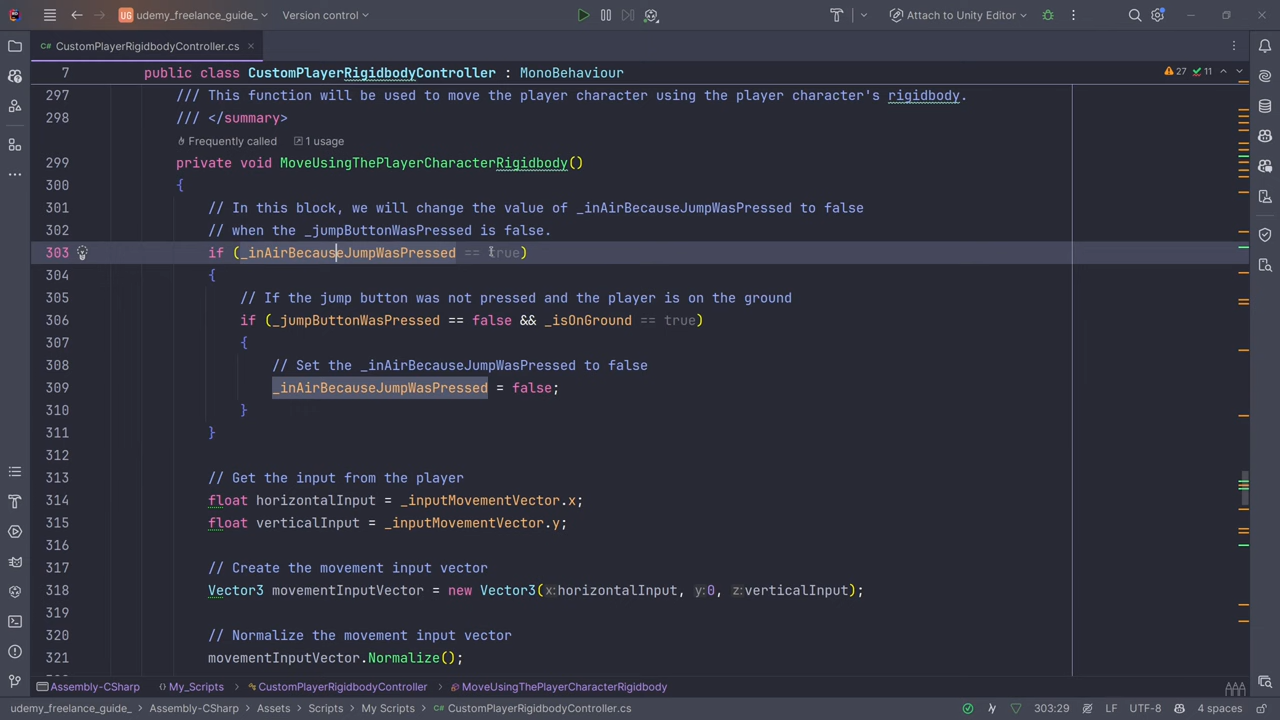 UG udemy_freelance_guide_ Version control Attach to Unity Editor
C# CustomPlayerRigidbodyController.cs
7 public class CustomPlayerRigidbodyController : MonoBehaviour 27 11
297 /// This function will be used to move the player character using the player character's rigidbody.
298 /// </summary>
Frequently called 1 usage
299 private void MoveUsingThePlayerCharacterRigidbody()
300 {
301 // In this block, we will change the value of _inAirBecauseJumpWasPressed to false
302 // when the _jumpButtonWasPressed is false.
303 if (_inAirBecauseJumpWasPressed == true)
304 {
305 // If the jump button was not pressed and the player is on the ground
306 if (_jumpButtonWasPressed == false && _isOnGround == true)
307 {
308 // Set the _inAirBecauseJumpWasPressed to false
309 _inAirBecauseJumpWasPressed = false;
310 }
311 }
312
313 // Get the input from the player
314 float horizontalInput = _inputMovementVector.x;
315 float verticalInput = _inputMovementVector.y;
316
317 // Create the movement input vector
318 Vector3 movementInputVector = new Vector3(x:horizontalInput, y:0, z:verticalInput);
319
320 // Normalize the movement input vector
321 movementInputVector.Normalize();
Assembly-CSharp My_Scripts CustomPlayerRigidbodyController MoveUsingThePlayerCharacterRigidbody
udemy_freelance_guide_ Assembly-CSharp Assets Scripts My Scripts CustomPlayerRigidbodyController.cs 303:29 LF UTF-8 4 spaces